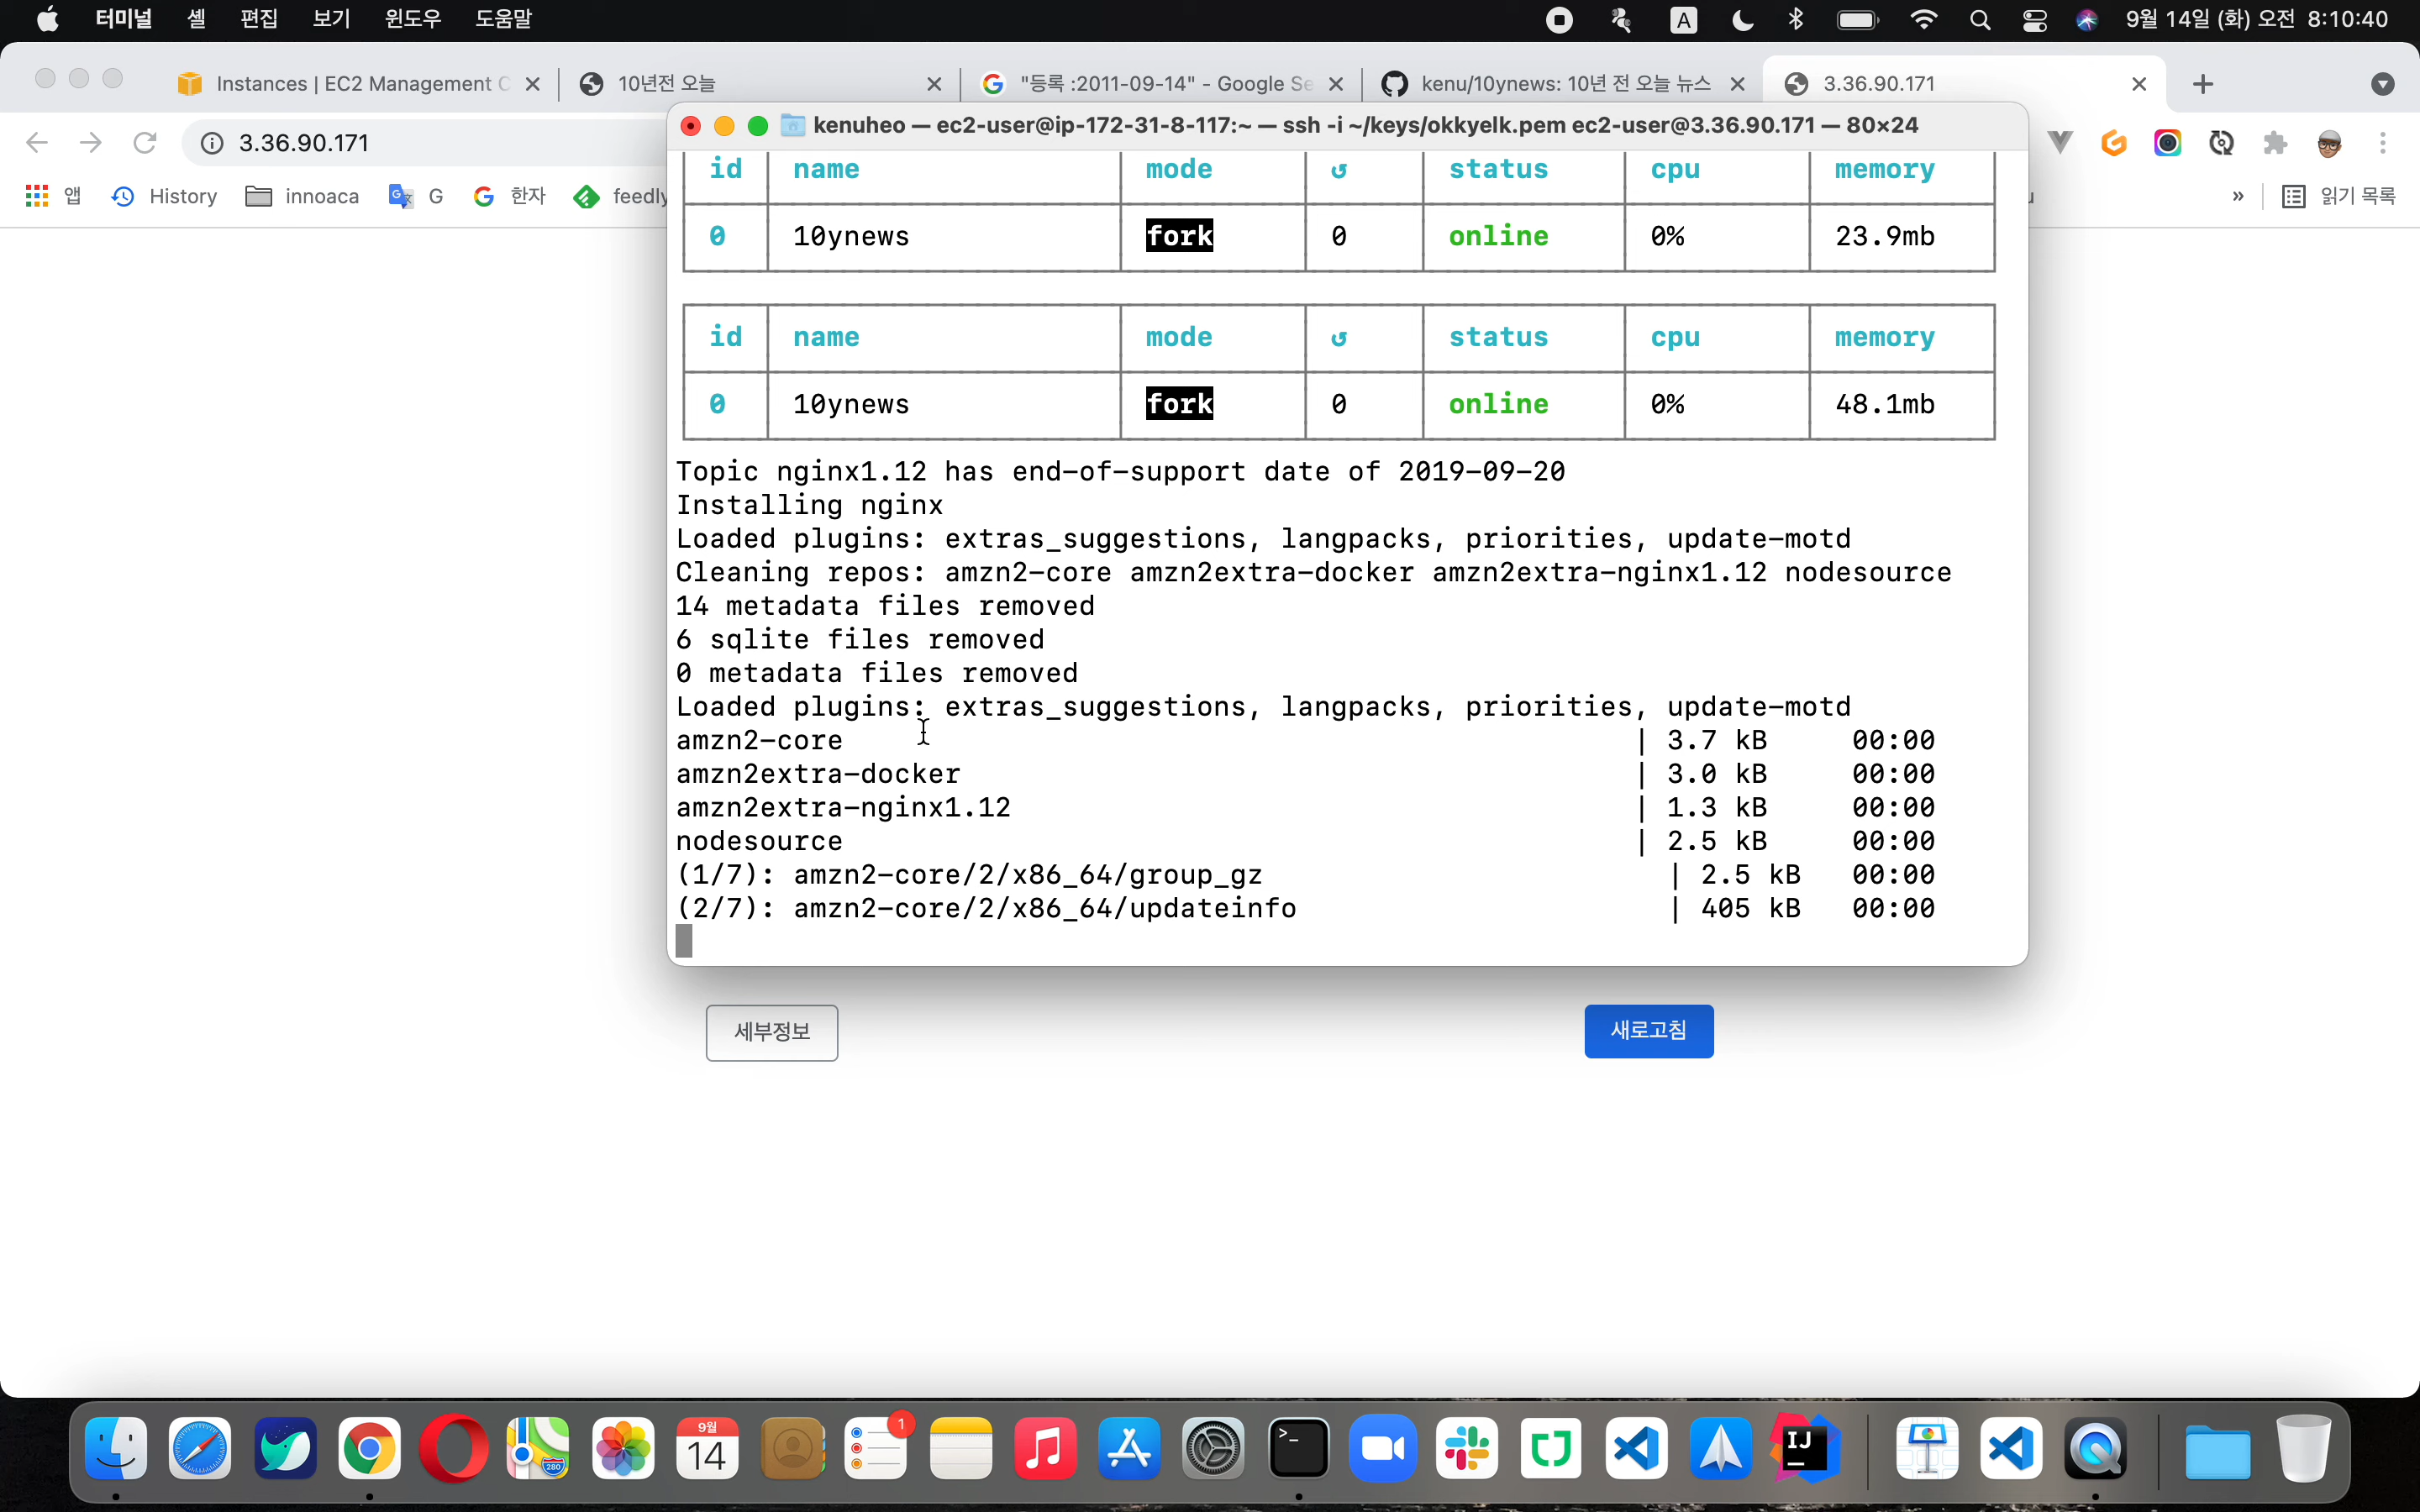 터미널 셸 편집 보기 윈도우 도움말 A 9월 14일 (화) 오전 8:10:40
Instances | EC2 Management C 10년전 오늘 "등록 :2011-09-14" - Google Se kenu/10ynews: 10년 전 오늘 뉴스 3.36.90.171
3.36.90.171
앱 History innoaca G 한자 feedly » 읽기 목록
kenuheo — ec2-user@ip-172-31-8-117:~ — ssh -i ~/keys/okkyelk.pem ec2-user@3.36.90.171 — 80×24
id name mode ↺ status cpu memory
0 10ynews fork 0 online 0% 23.9mb
id name mode ↺ status cpu memory
0 10ynews fork 0 online 0% 48.1mb
Topic nginx1.12 has end-of-support date of 2019-09-20
Installing nginx
Loaded plugins: extras_suggestions, langpacks, priorities, update-motd
Cleaning repos: amzn2-core amzn2extra-docker amzn2extra-nginx1.12 nodesource
14 metadata files removed
6 sqlite files removed
0 metadata files removed
Loaded plugins: extras_suggestions, langpacks, priorities, update-motd
amzn2-core | 3.7 kB 00:00
amzn2extra-docker | 3.0 kB 00:00
amzn2extra-nginx1.12 | 1.3 kB 00:00
nodesource | 2.5 kB 00:00
(1/7): amzn2-core/2/x86_64/group_gz | 2.5 kB 00:00
(2/7): amzn2-core/2/x86_64/updateinfo | 405 kB 00:00
세부정보 새로고침
280 9월 14 1 >_ IJ